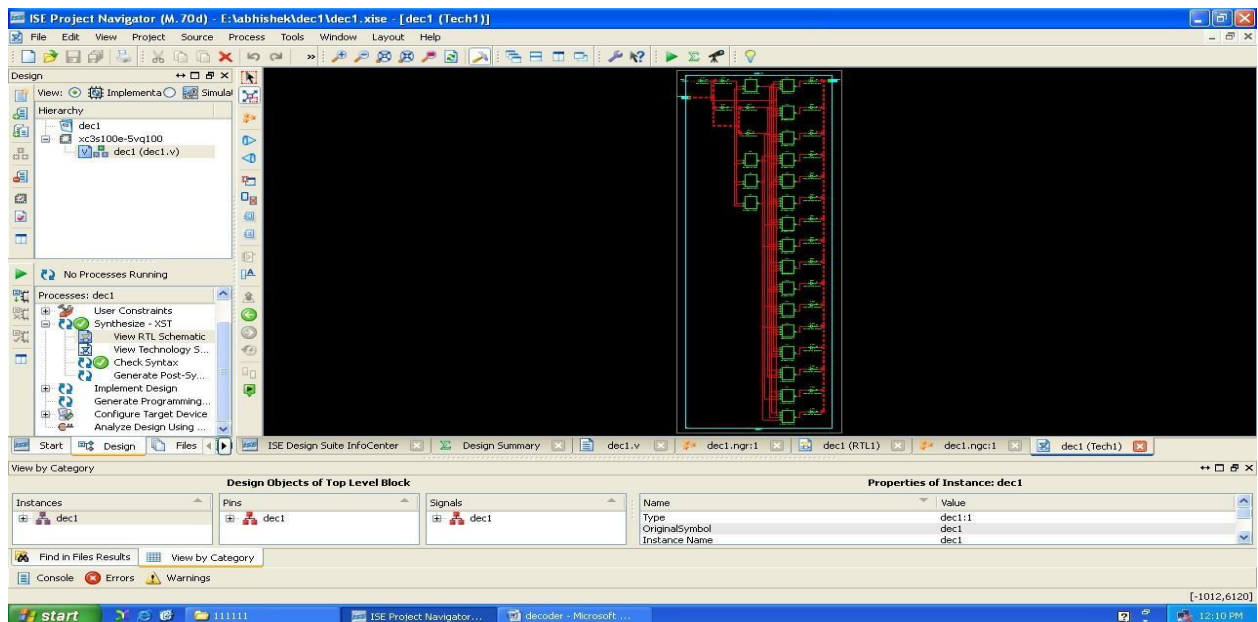 ISE Project Navigator (M.70d) - E:\abhishek\dec1\dec1.xise - [dec1 (Tech1)]
File Edit View Project Source Process Tools Window Layout Help
Design
View: Implementa Simulat
Hierarchy
dec1
xc3s100e-5vq100
dec1 (dec1.v)
No Processes Running
Processes: dec1
User Constraints
Synthesize - XST
View RTL Schematic
View Technology S...
Check Syntax
Generate Post-Sy...
Implement Design
Generate Programming...
Configure Target Device
Analyze Design Using ...
Start Design Files
ISE Design Suite InfoCenter Design Summary dec1.v dec1.ngr:1 dec1 (RTL1) dec1.ngc:1 dec1 (Tech1)
View by Category
Design Objects of Top Level Block Properties of Instance: dec1
Instances Pins Signals Name Value
dec1 dec1 dec1 Type dec1:1
OriginalSymbol dec1
Instance Name dec1
Find in Files Results View by Category
Console Errors Warnings
[-1012,6120]
start 111111 ISE Project Navigator... decoder - Microsoft ... 12:10 PM